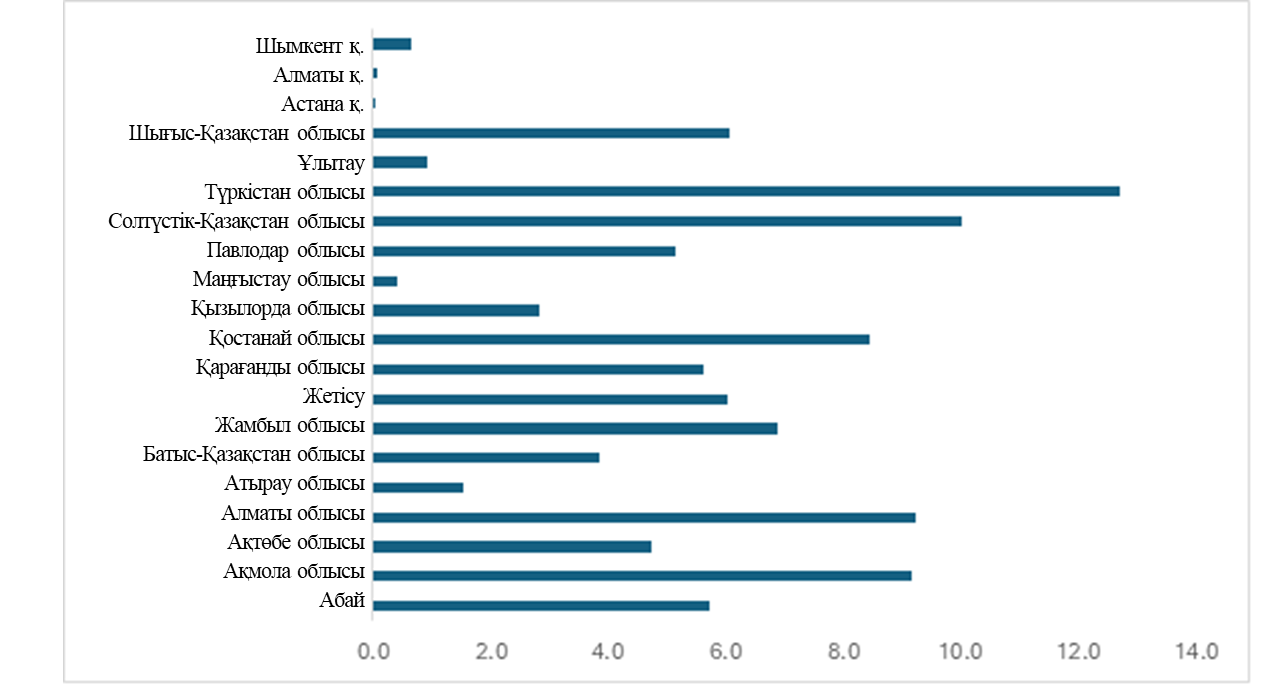 Шымкент қ.
Алматы қ.
Астана қ.
Шығыс-Қазақстан облысы
Ұлытау
Түркістан облысы
Солтүстік-Қазақстан облысы
Павлодар облысы
Маңғыстау облысы
Қызылорда облысы
Қостанай облысы
Қарағанды облысы
Жетісу
Жамбыл облысы
Батыс-Қазақстан облысы
Атырау облысы
Алматы облысы
Ақтөбе облысы
Ақмола облысы
Абай
0.0 2.0 4.0 6.0 8.0 10.0 12.0 14.0